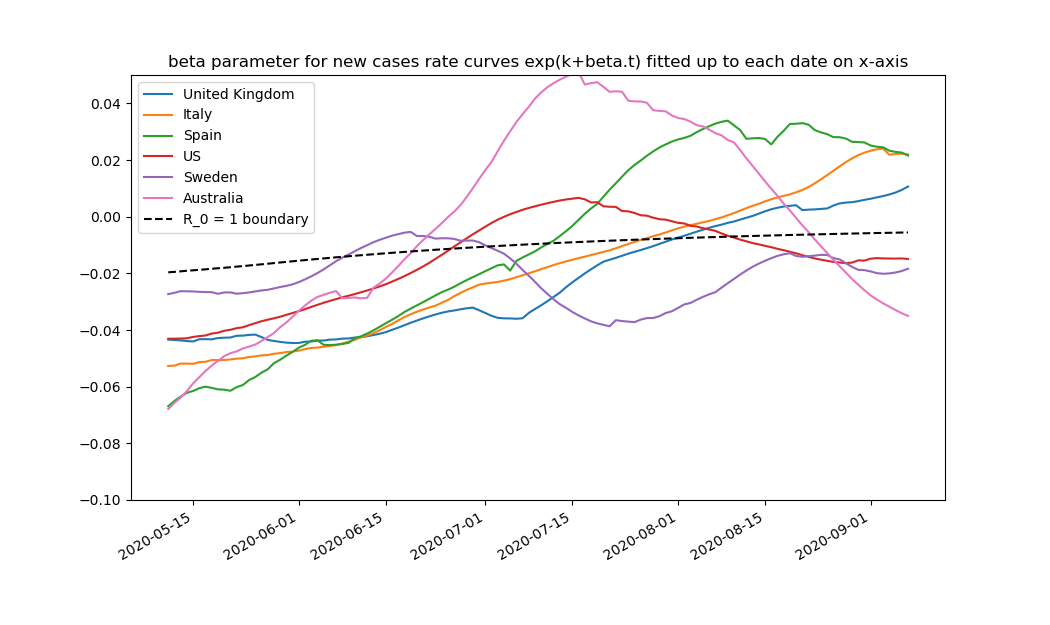 beta parameter for new cases rate curves exp(k+beta.t) fitted up to each date on x-axis
United Kingdom
Italy
Spain
US
Sweden
Australia
R_0 = 1 boundary
0.04
0.02
0.00
−0.02
−0.04
−0.06
−0.08
−0.10
2020-05-15
2020-06-01
2020-06-15
2020-07-01
2020-07-15
2020-08-01
2020-08-15
2020-09-01